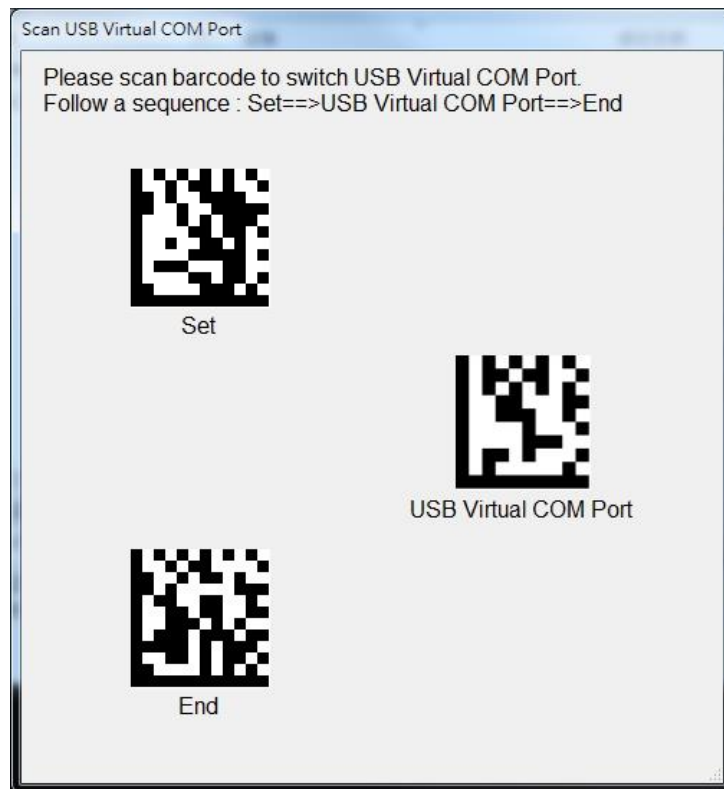 Scan USB Virtual COM Port
Please scan barcode to switch USB Virtual COM Port.
Follow a sequence : Set==>USB Virtual COM Port==>End
Set
USB Virtual COM Port
End